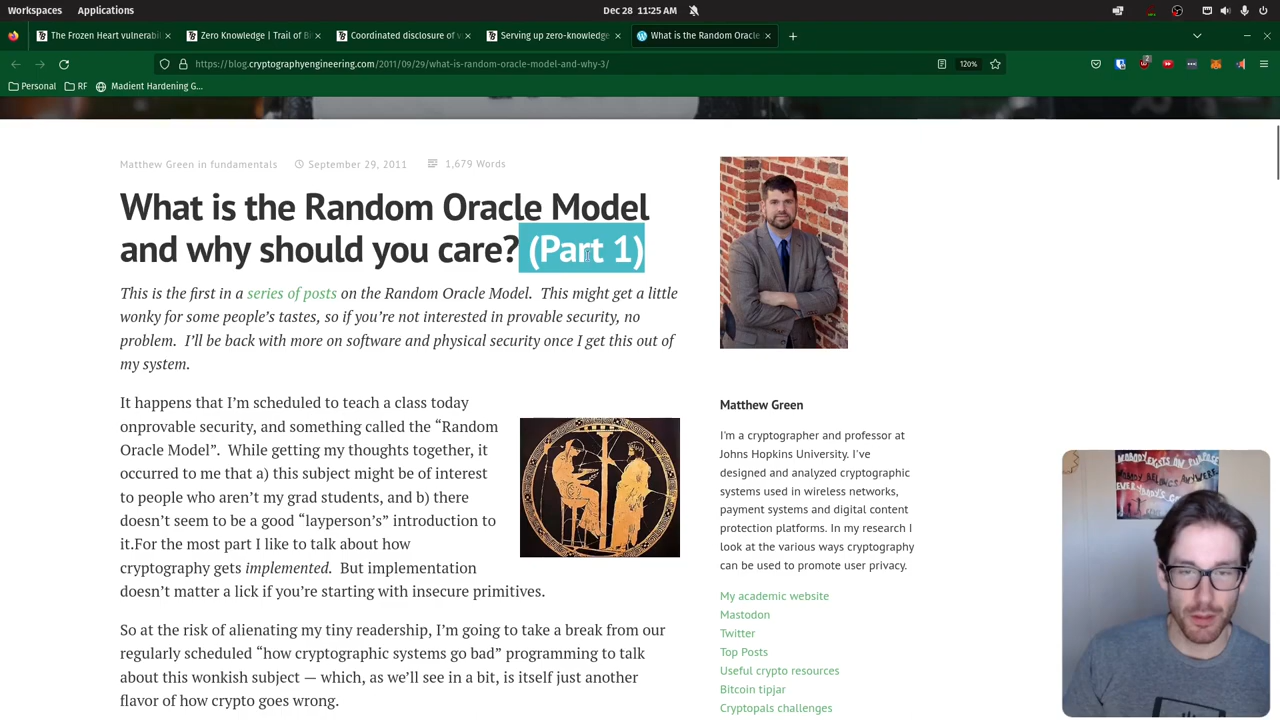 Workspaces Applications Dec 28 11:25 AM
The Frozen Heart vulnerabil Zero Knowledge | Trail of Bi Coordinated disclosure of v Serving up zero-knowledge What is the Random Oracle
https://blog.cryptographyengineering.com/2011/09/29/what-is-random-oracle-model-and-why-3/ 120%
Personal RF Madient Hardening G...
Matthew Green in fundamentals September 29, 2011 1,679 Words
What is the Random Oracle Model
and why should you care? (Part 1)
This is the first in a series of posts on the Random Oracle Model. This might get a little
wonky for some people's tastes, so if you're not interested in provable security, no
problem. I'll be back with more on software and physical security once I get this out of
my system.
It happens that I'm scheduled to teach a class today
onprovable security, and something called the “Random
Oracle Model”. While getting my thoughts together, it
occurred to me that a) this subject might be of interest
to people who aren't my grad students, and b) there
doesn't seem to be a good “layperson's” introduction to
it.For the most part I like to talk about how
cryptography gets implemented. But implementation
doesn't matter a lick if you're starting with insecure primitives.
So at the risk of alienating my tiny readership, I'm going to take a break from our
regularly scheduled “how cryptographic systems go bad” programming to talk
about this wonkish subject — which, as we'll see in a bit, is itself just another
flavor of how crypto goes wrong.
Matthew Green
I'm a cryptographer and professor at
Johns Hopkins University. I've
designed and analyzed cryptographic
systems used in wireless networks,
payment systems and digital content
protection platforms. In my research I
look at the various ways cryptography
can be used to promote user privacy.
My academic website
Mastodon
Twitter
Top Posts
Useful crypto resources
Bitcoin tipjar
Cryptopals challenges
NOBODY EXISTS ON PURPOSE